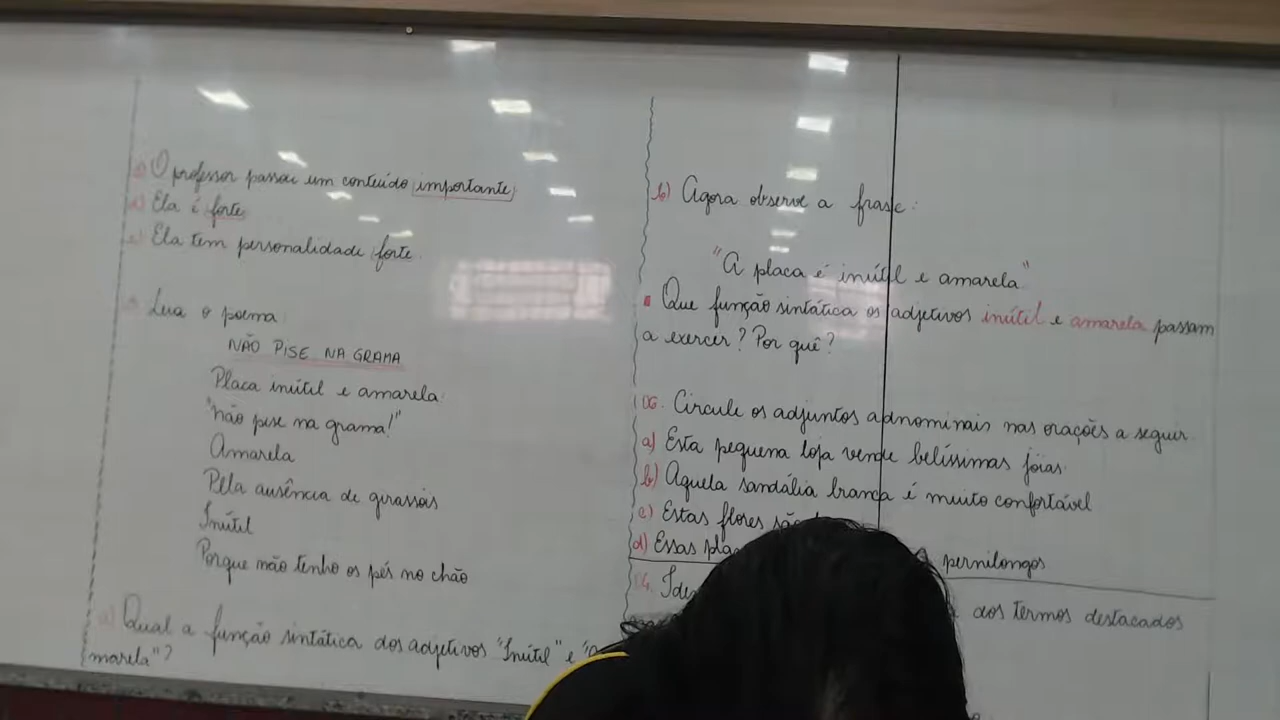 c) O professor passou um conteúdo importante
d) Ela é forte
e) Ela tem personalidade forte.
Leia o poema:
NÃO PISE NA GRAMA
Placa inútil e amarela:
"não pise na grama!"
Amarela
Pela ausência de girassóis
Inútil
Porque não tenho os pés no chão
a) Qual a função sintática dos adjetivos "Inútil" e "a
marela"?
b) Agora observe a frase:
"A placa é inútil e amarela"
Que função sintática os adjetivos inútil e amarela passam
a exercer? Por quê?
06. Circule os adjuntos adnominais nas orações a seguir.
a) Esta pequena loja vende belíssimas joias.
b) Aquela sandália branca é muito confortável
c) Estas flores são
d) Essas pernilongos
dos termos destacados